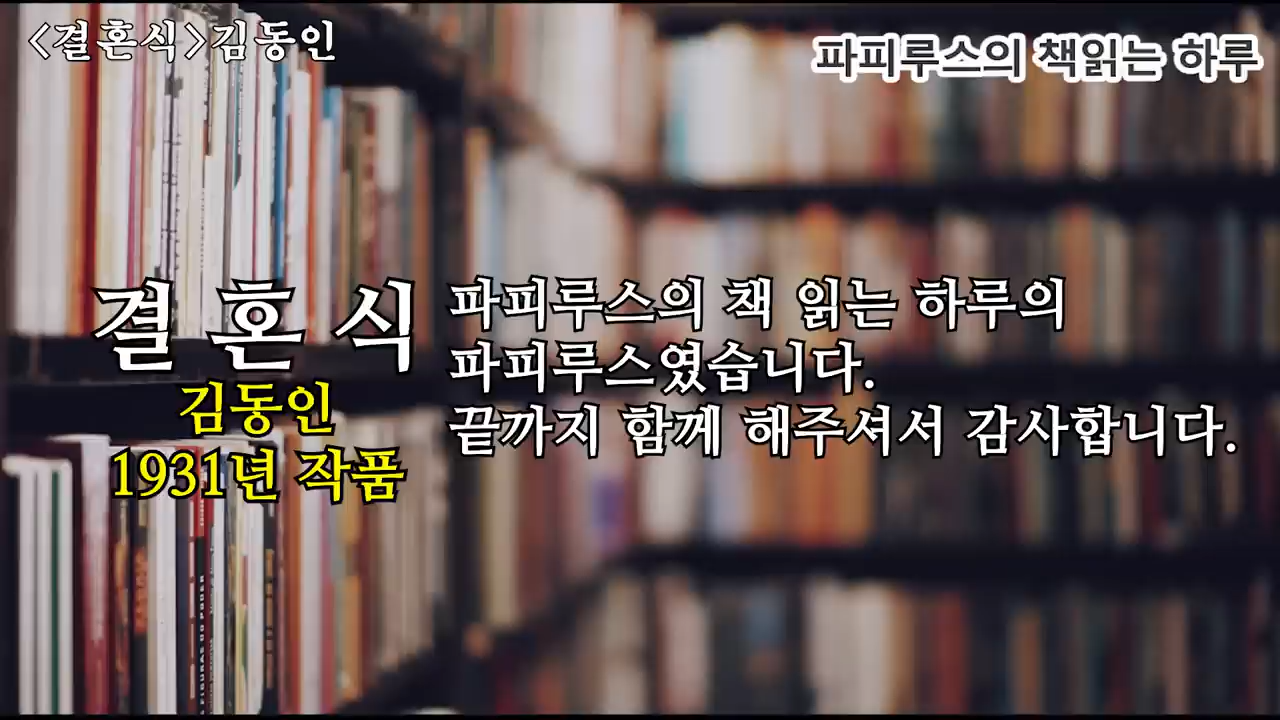 <결혼식>김동인
파피루스의 책읽는 하루
결혼식
김동인
1931년 작품
파피루스의 책 읽는 하루의
파피루스였습니다.
끝까지 함께 해주셔서 감사합니다.